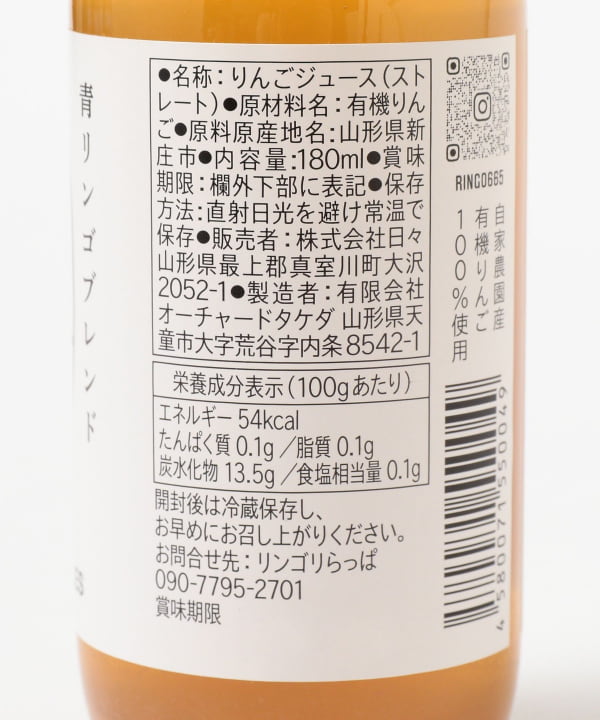 青リンゴブレンド
●名称：りんごジュース（スト
レート）●原材料名：有機りん
ご●原料原産地名：山形県新
庄市●内容量：180ml●賞味
期限：欄外下部に表記●保存
方法：直射日光を避け常温で
保存●販売者：株式会社日々
山形県最上郡真室川町大沢
2052-1●製造者：有限会社
オーチャードタケダ 山形県天
童市大字荒谷字内条8542-1
栄養成分表示（100gあたり）
エネルギー 54kcal
たんぱく質 0.1g ／脂質 0.1g
炭水化物 13.5g ／食塩相当量 0.1g
開封後は冷蔵保存し、
お早めにお召し上がりください。
お問合せ先：リンゴリらっぱ
090-7795-2701
賞味期限
RINGO665
自家農園産
有機りんご
100%使用
4580071550049